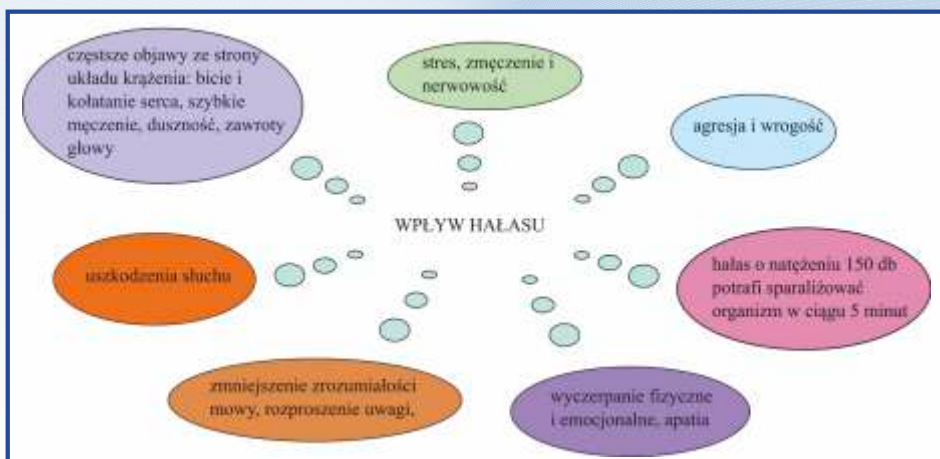 częstsze objawy ze strony
układu krążenia: bicie i
kołatanie serca, szybkie
męczenie, duszność, zawroty
głowy
stres, zmęczenie i
nerwowość
agresja i wrogość
WPŁYW HAŁASU
uszkodzenia słuchu
hałas o natężeniu 150 db
potrafi sparaliżować
organizm w ciągu 5 minut
zmniejszenie zrozumiałości
mowy, rozproszenie uwagi,
wyczerpanie fizyczne
i emocjonalne, apatia